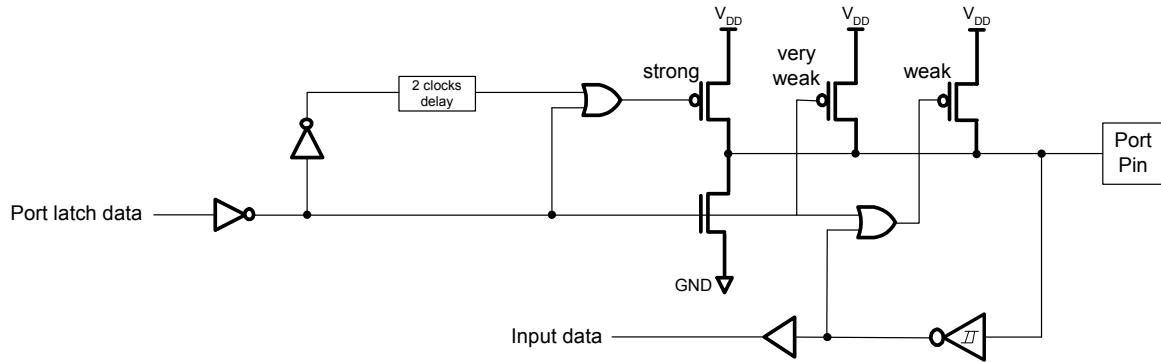 V_DD
V_DD
V_DD
strong
very
weak
weak
2 clocks
delay
Port
Pin
Port latch data
GND
Input data